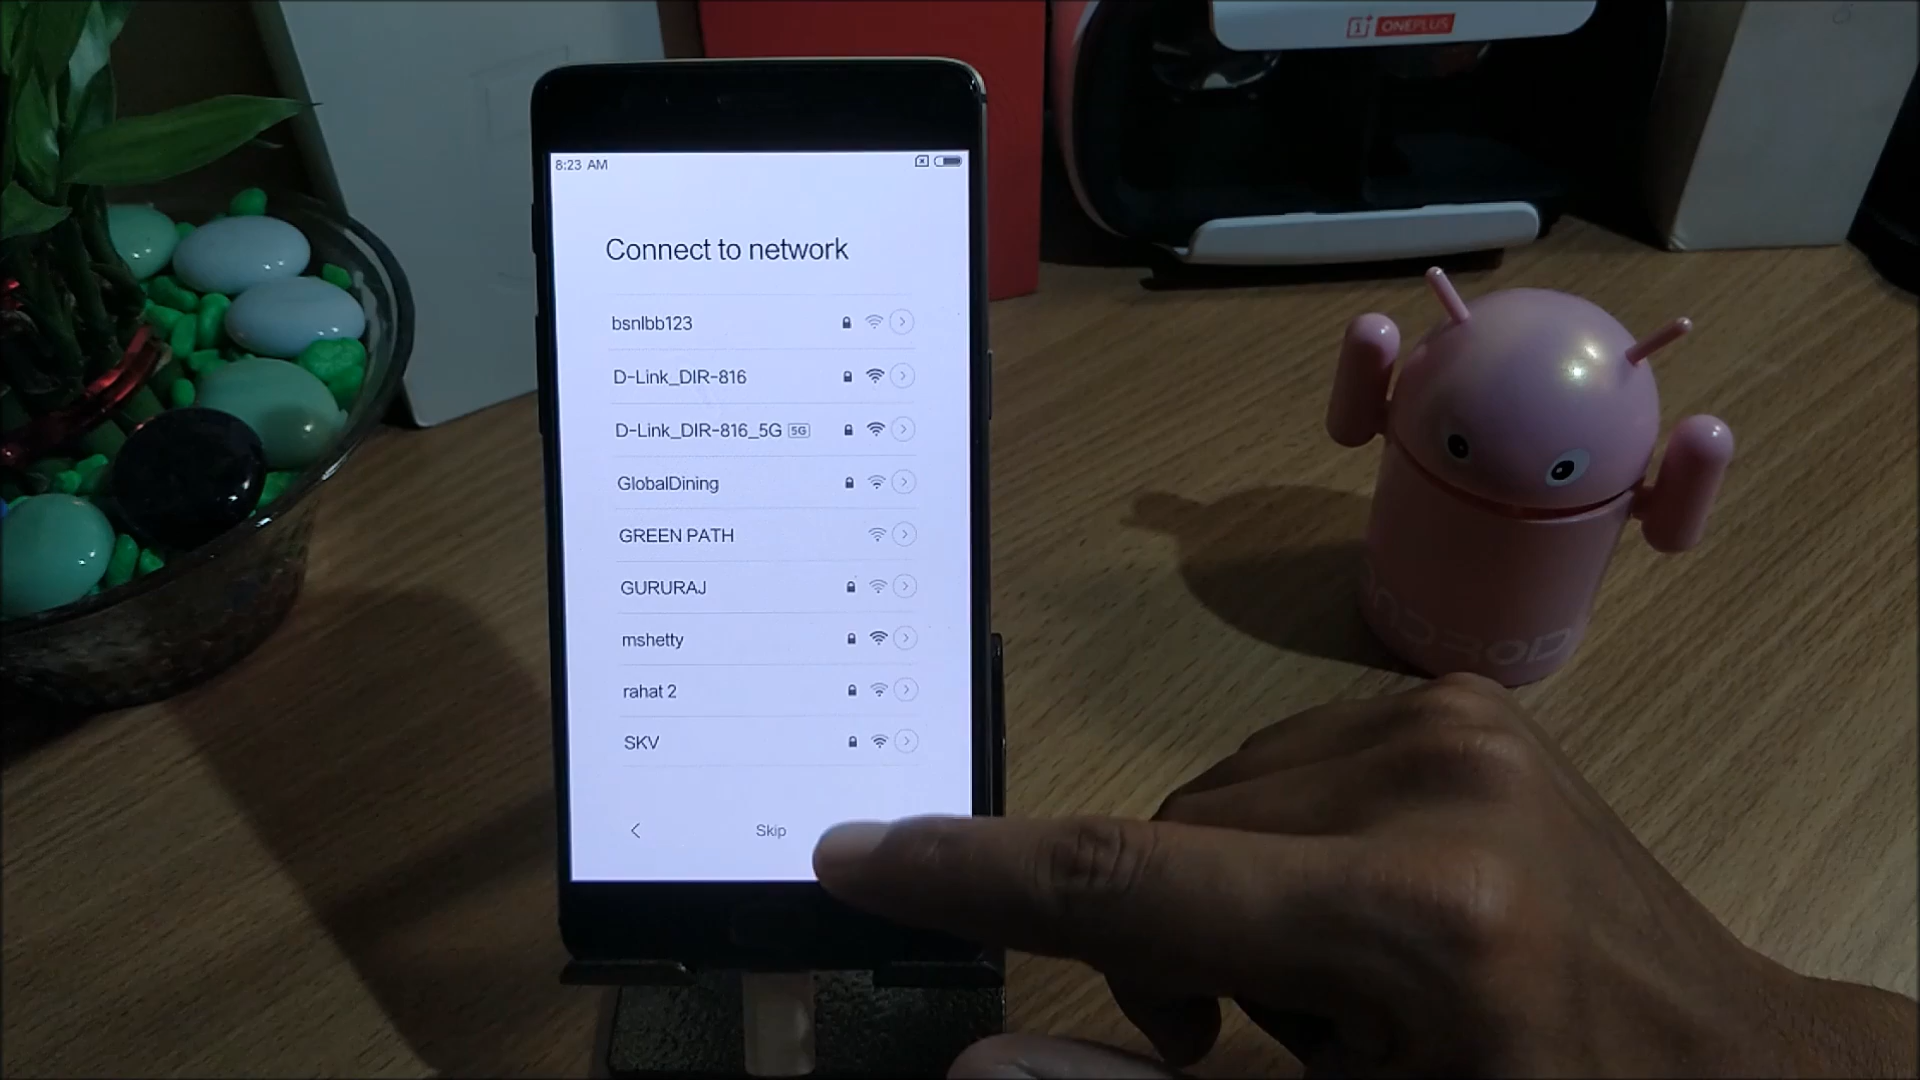 ONEPLUS
8:23 AM
Connect to network
bsnlbb123
D-Link_DIR-816
D-Link_DIR-816_5G 5G
GlobalDining
GREEN PATH
GURURAJ
mshetty
rahat 2
SKV
Skip
ANDROID